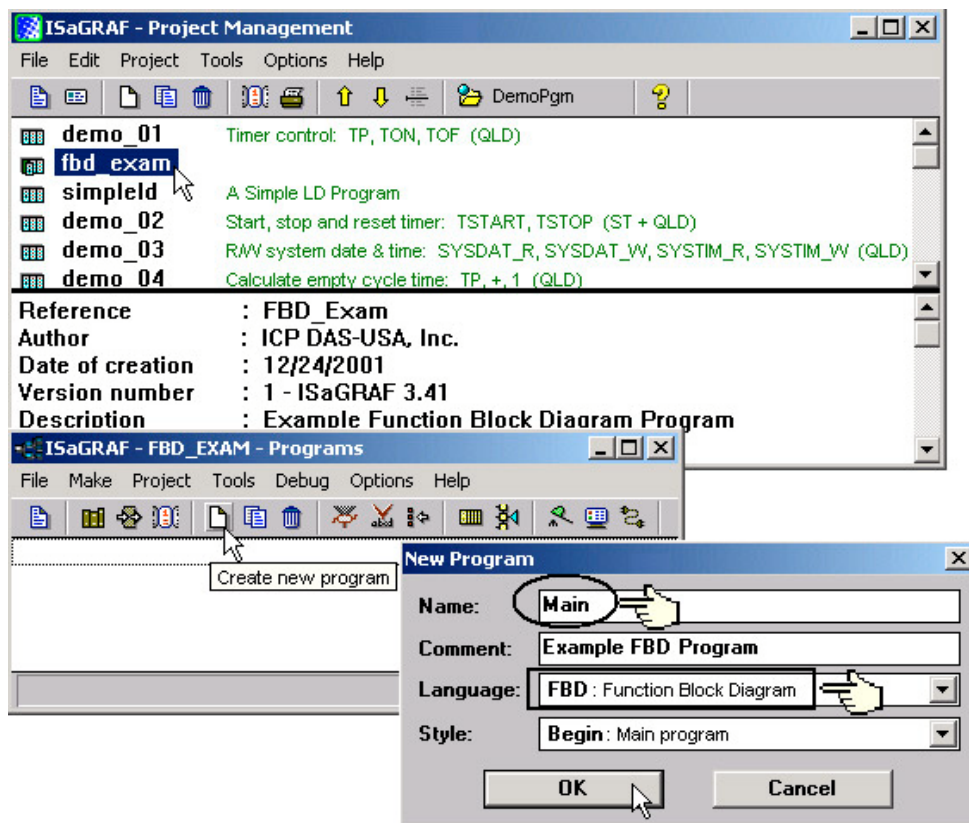 ISaGRAF - Project Management
File Edit Project Tools Options Help
DemoPgm
demo_01 Timer control: TP, TON, TOF (QLD)
fbd_exam
simpleld A Simple LD Program
demo_02 Start, stop and reset timer: TSTART, TSTOP (ST + QLD)
demo_03 R/W system date & time: SYSDAT_R, SYSDAT_W, SYSTIM_R, SYSTIM_W (QLD)
demo_04 Calculate empty cycle time: TP, +, 1 (QLD)
Reference : FBD_Exam
Author : ICP DAS-USA, Inc.
Date of creation : 12/24/2001
Version number : 1 - ISaGRAF 3.41
Description : Example Function Block Diagram Program
ISaGRAF - FBD_EXAM - Programs
File Make Project Tools Debug Options Help
Create new program
New Program
Name: Main
Comment: Example FBD Program
Language: FBD : Function Block Diagram
Style: Begin : Main program
OK Cancel